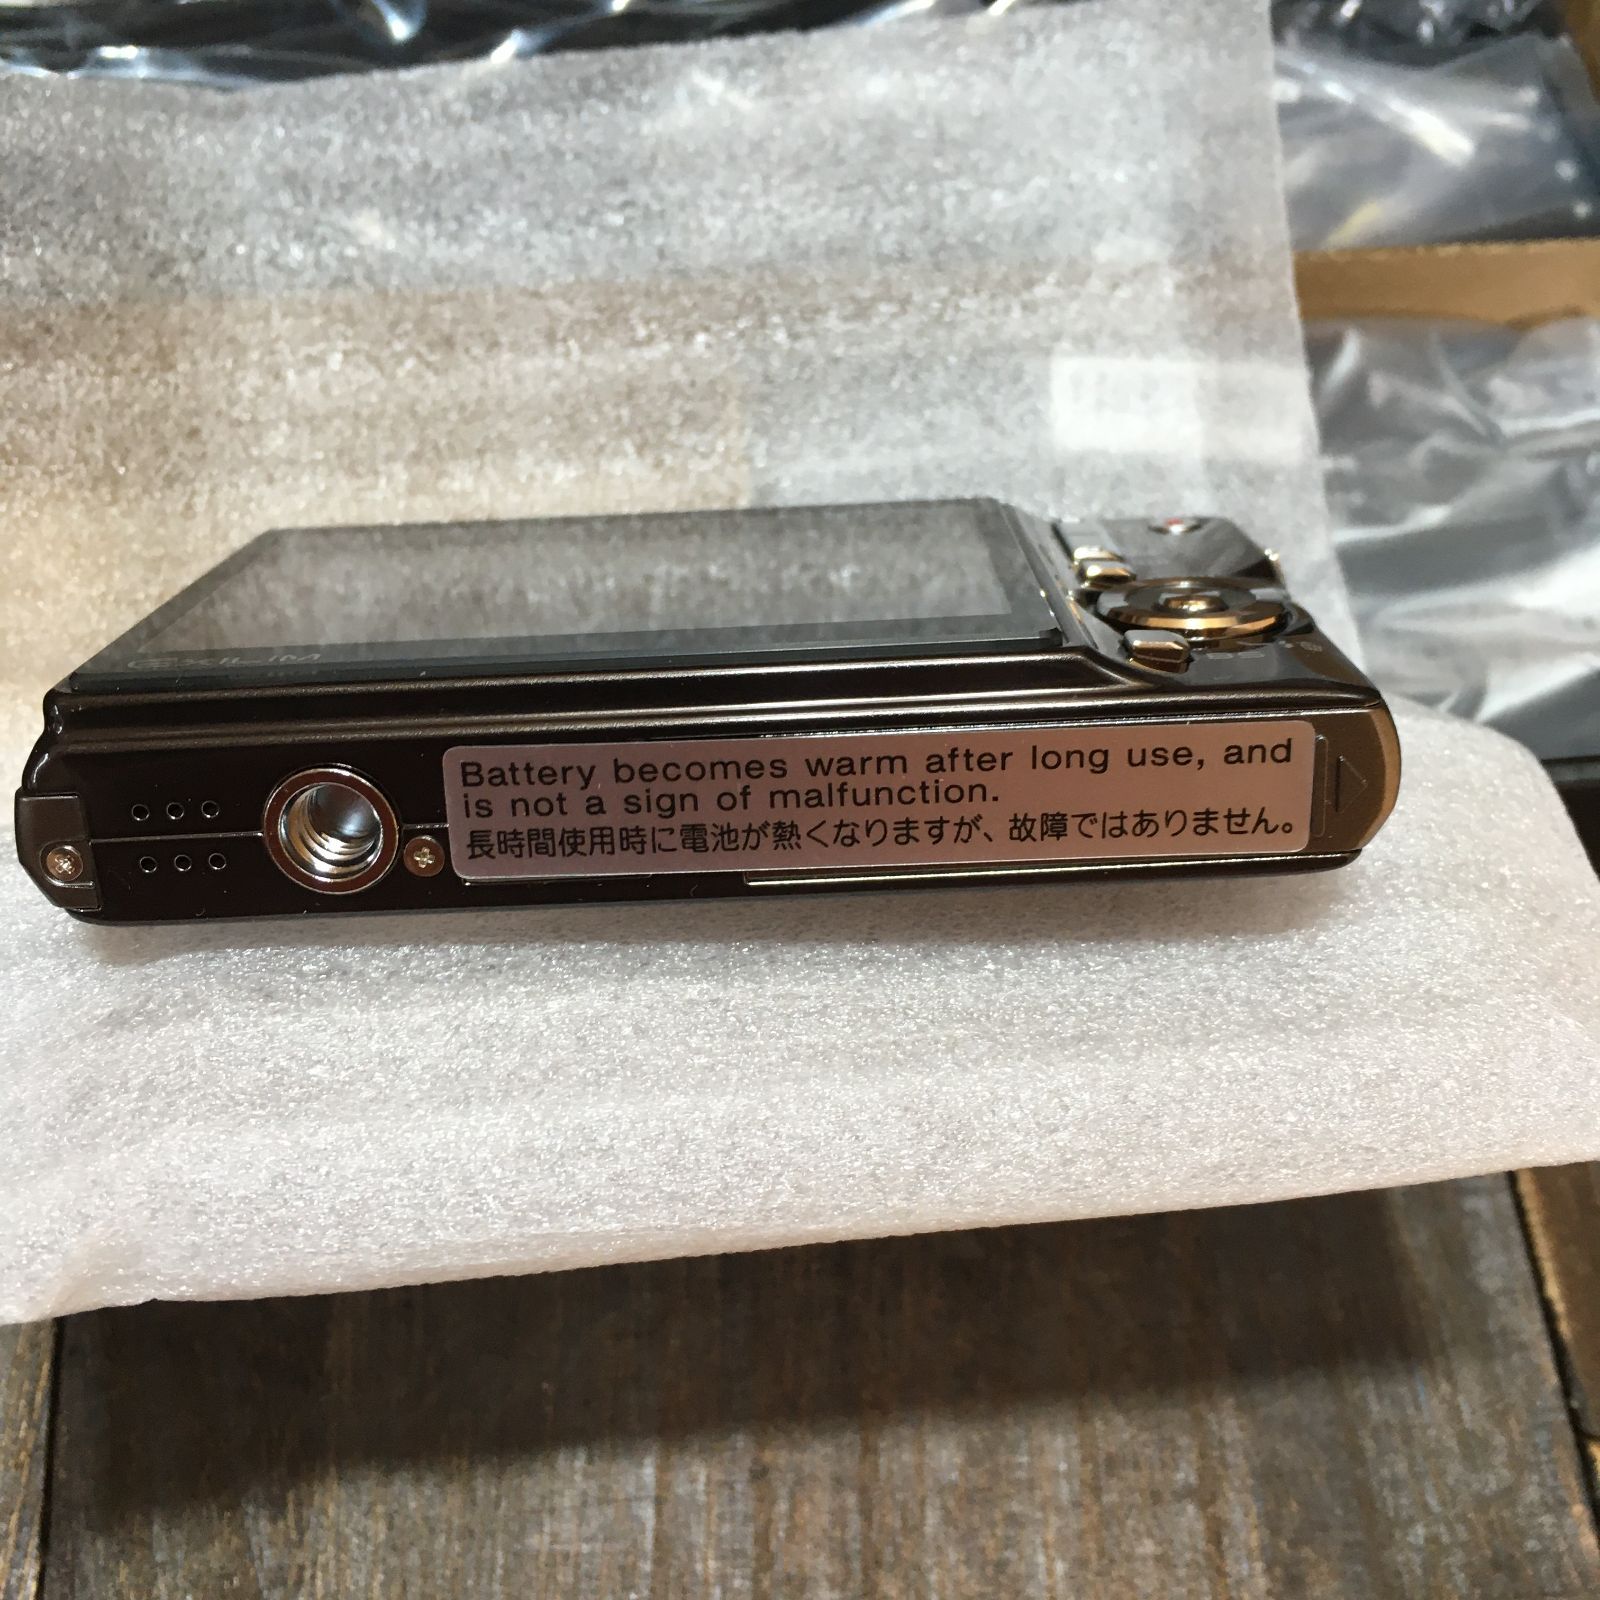 EXILIM
Battery becomes warm after long use, and
is not a sign of malfunction.
長時間使用時に電池が熱くなりますが、故障ではありません。